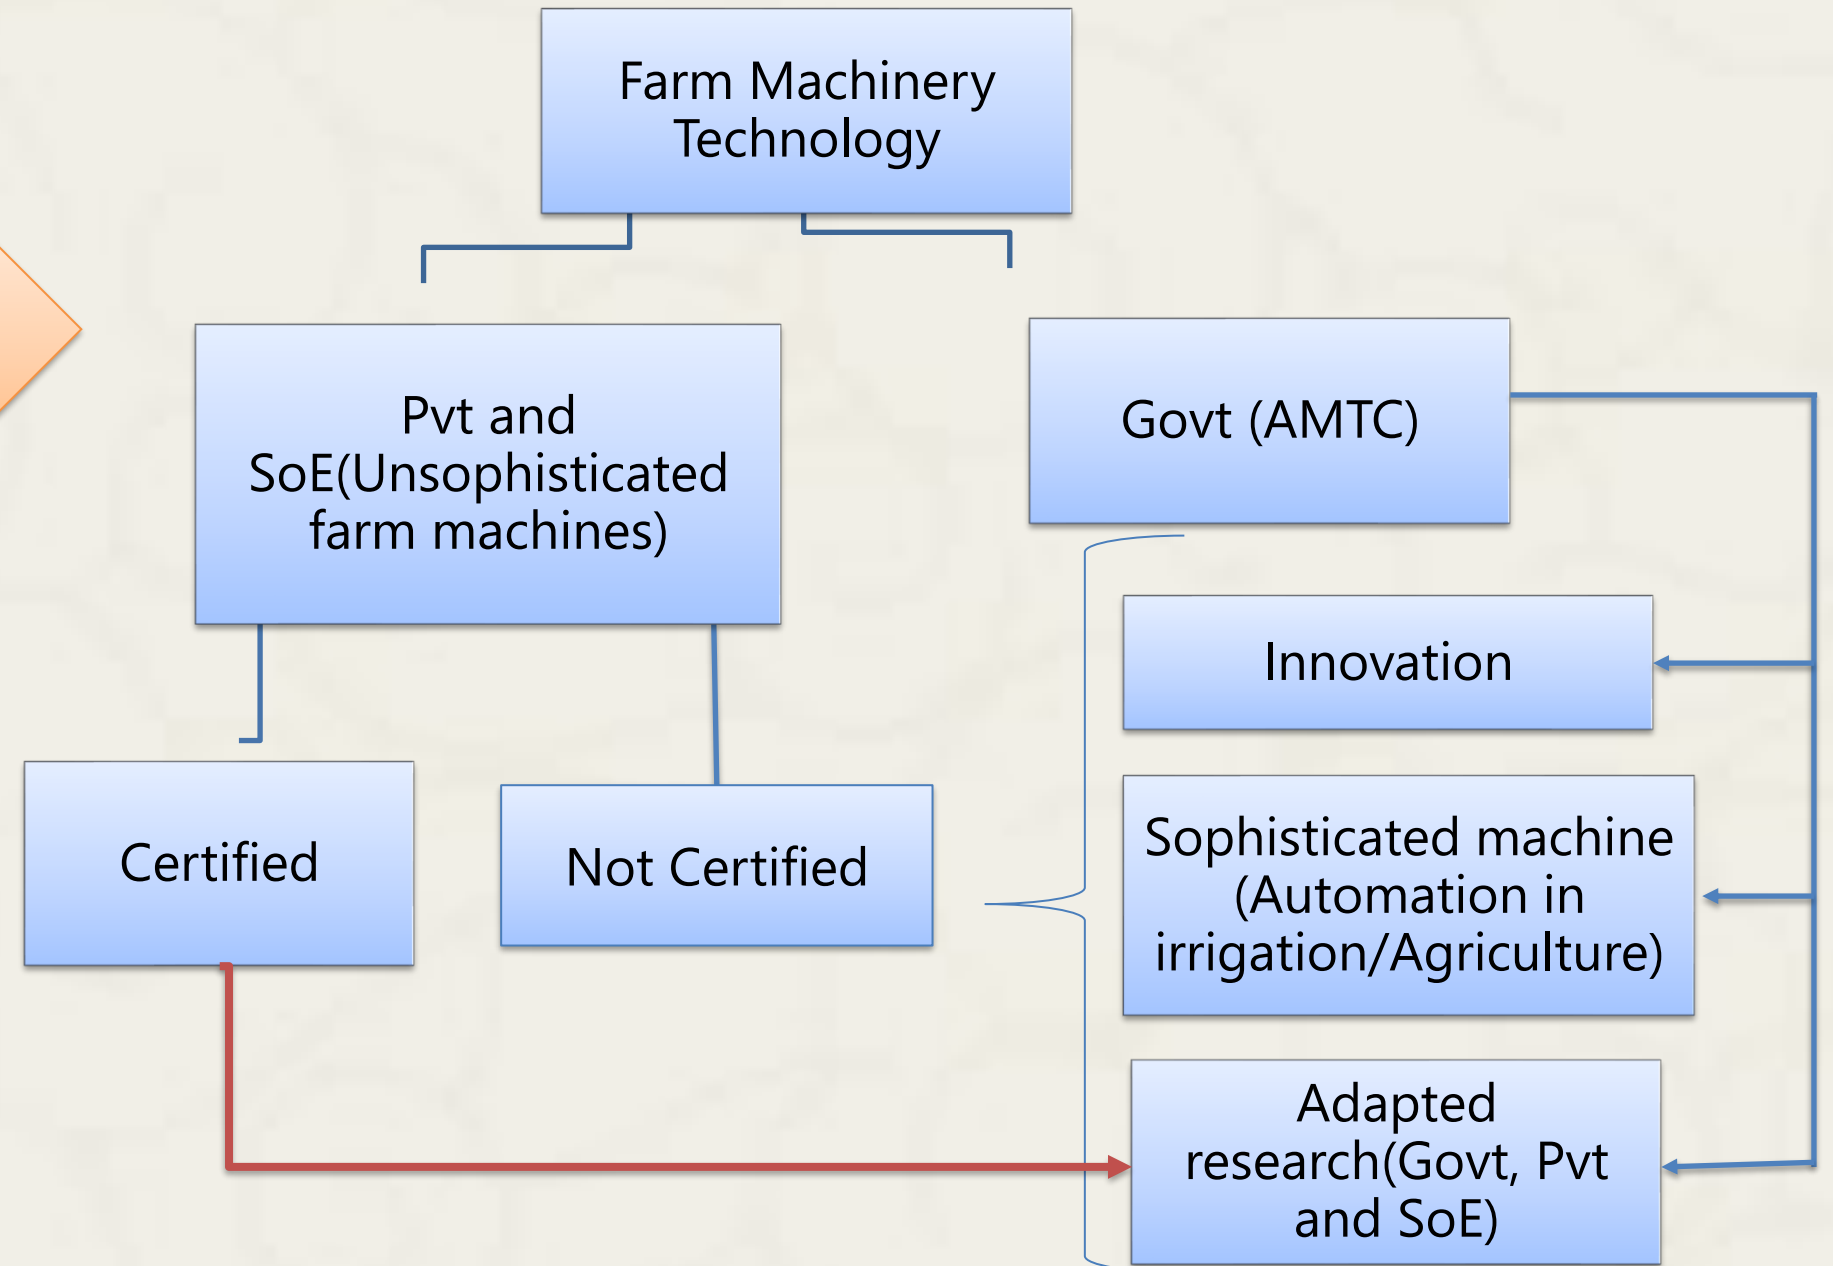 Farm Machinery
Technology
Pvt and
SoE(Unsophisticated
farm machines)
Govt (AMTC)
Innovation
Certified
Not Certified
Sophisticated machine
(Automation in
irrigation/Agriculture)
Adapted
research(Govt, Pvt
and SoE)